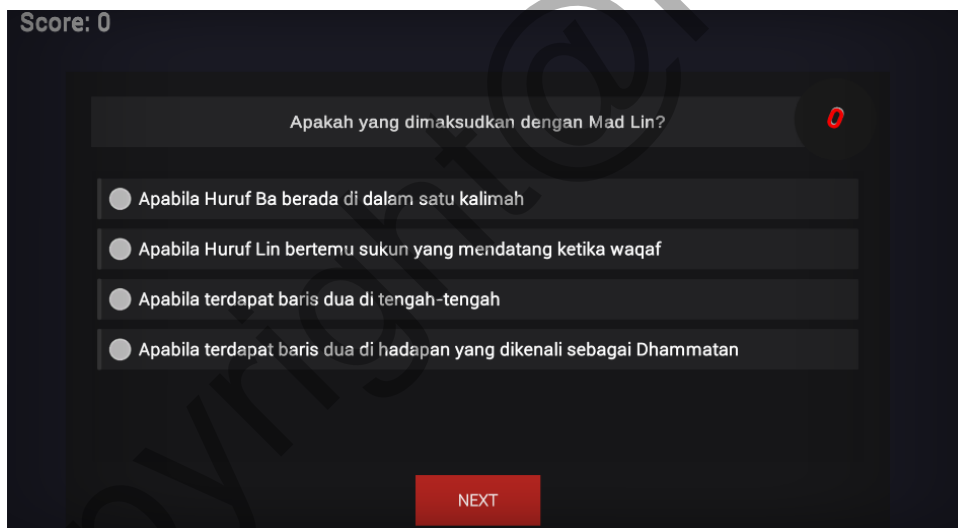 Score: 0
Apakah yang dimaksudkan dengan Mad Lin?
0
Apabila Huruf Ba berada di dalam satu kalimah
Apabila Huruf Lin bertemu sukun yang mendatang ketika waqaf
Apabila terdapat baris dua di tengah-tengah
Apabila terdapat baris dua di hadapan yang dikenali sebagai Dhammatan
NEXT